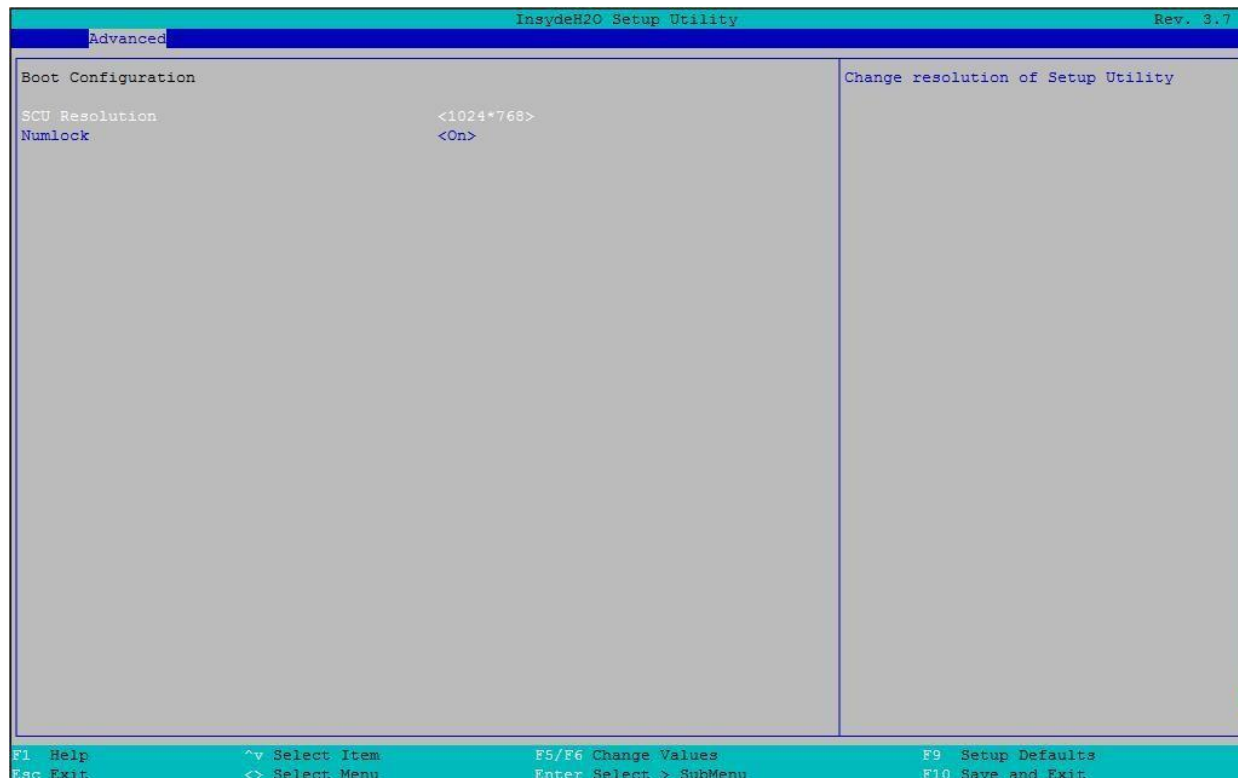 InsydeH2O Setup Utility Rev. 3.7
Advanced
Boot Configuration
Change resolution of Setup Utility
SCU Resolution <1024*768>
Numlock <On>
F1 Help ^v Select Item F5/F6 Change Values F9 Setup Defaults
Esc Exit <> Select Menu Enter Select > SubMenu F10 Save and Exit